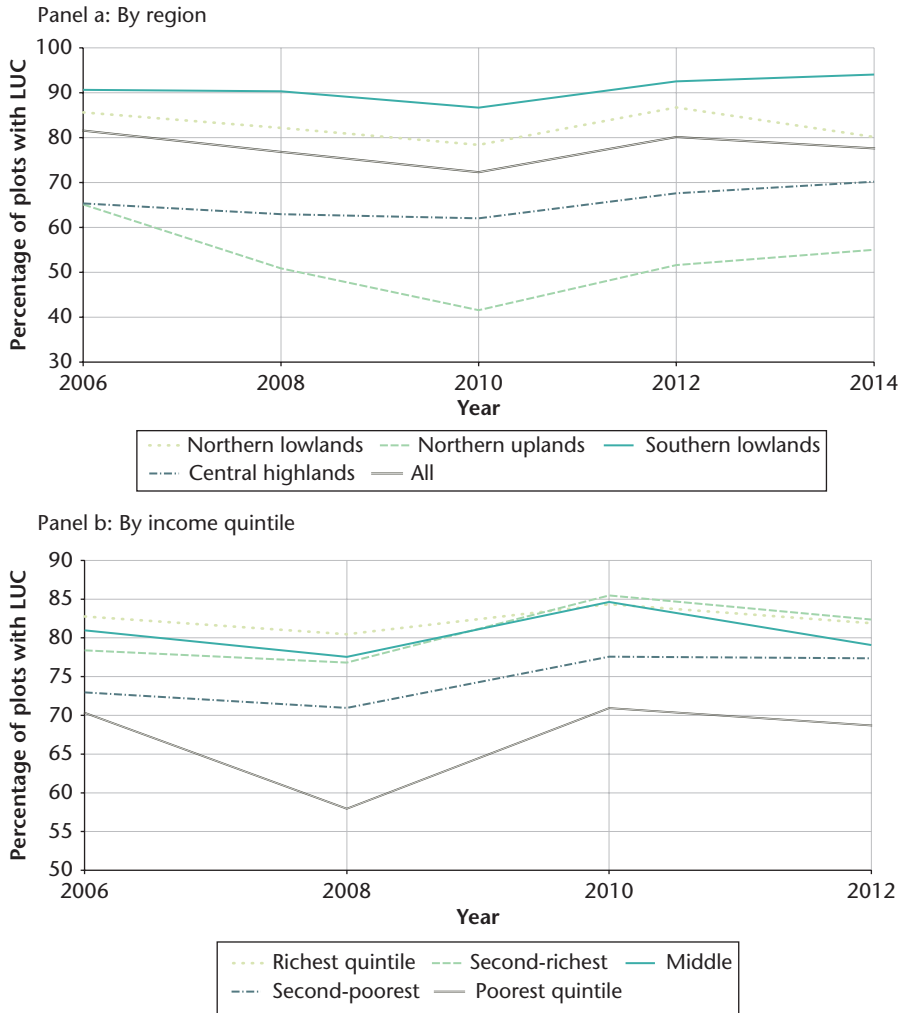 Panel a: By region
Percentage of plots with LUC
100
90
80
70
60
50
40
30
2006 2008 2010 2012 2014
Year
Northern lowlands Northern uplands Southern lowlands
Central highlands All
Panel b: By income quintile
Percentage of plots with LUC
90
85
80
75
70
65
60
55
50
2006 2008 2010 2012
Year
Richest quintile Second-richest Middle
Second-poorest Poorest quintile